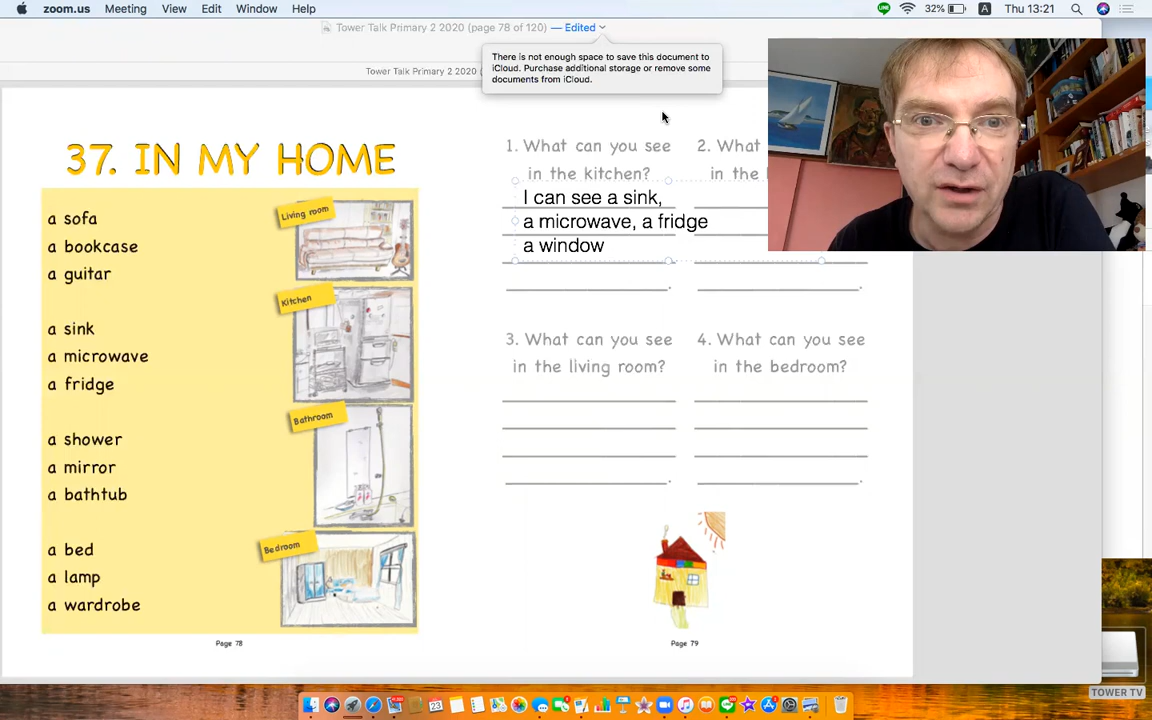 zoom.us Meeting View Edit Window Help
32% A Thu 13:21
Tower Talk Primary 2 2020 (page 78 of 120) — Edited
There is not enough space to save this document to
iCloud. Purchase additional storage or remove some
documents from iCloud.
Tower Talk Primary 2 2020 (
37. IN MY HOME
a sofa
a bookcase
a guitar
a sink
a microwave
a fridge
a shower
a mirror
a bathtub
a bed
a lamp
a wardrobe
Living room
Kitchen
Bathroom
Bedroom
Page 78
1. What can you see
in the kitchen?
I can see a sink,
a microwave, a fridge
a window
2. What
in the
3. What can you see
in the living room?
4. What can you see
in the bedroom?
Page 79
TOWER TV